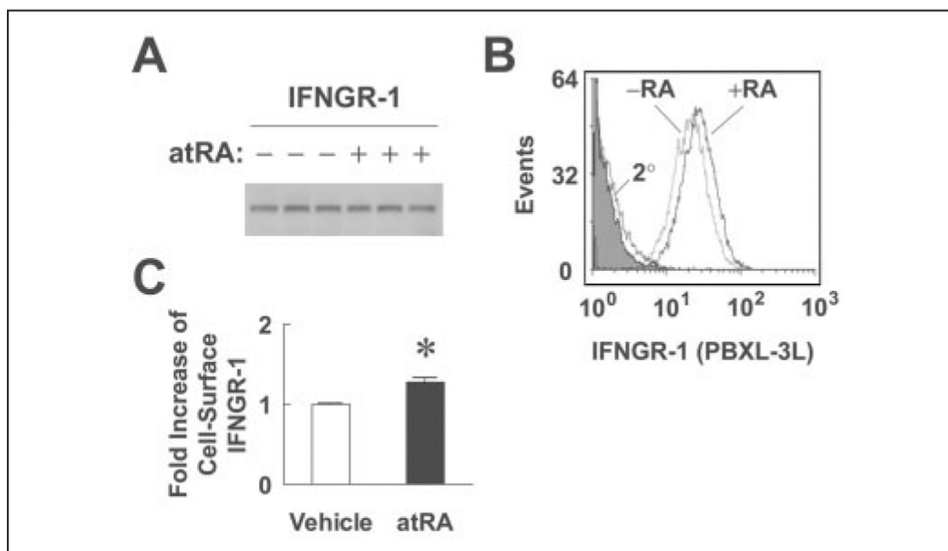 A
IFNGR-1
atRA: − − − + + +
B
64
32
0
Events
−RA
+RA
2°
10⁰ 10¹ 10² 10³
IFNGR-1 (PBXL-3L)
C
Fold Increase of
Cell-Surface
IFNGR-1
2
1
0
*
Vehicle atRA